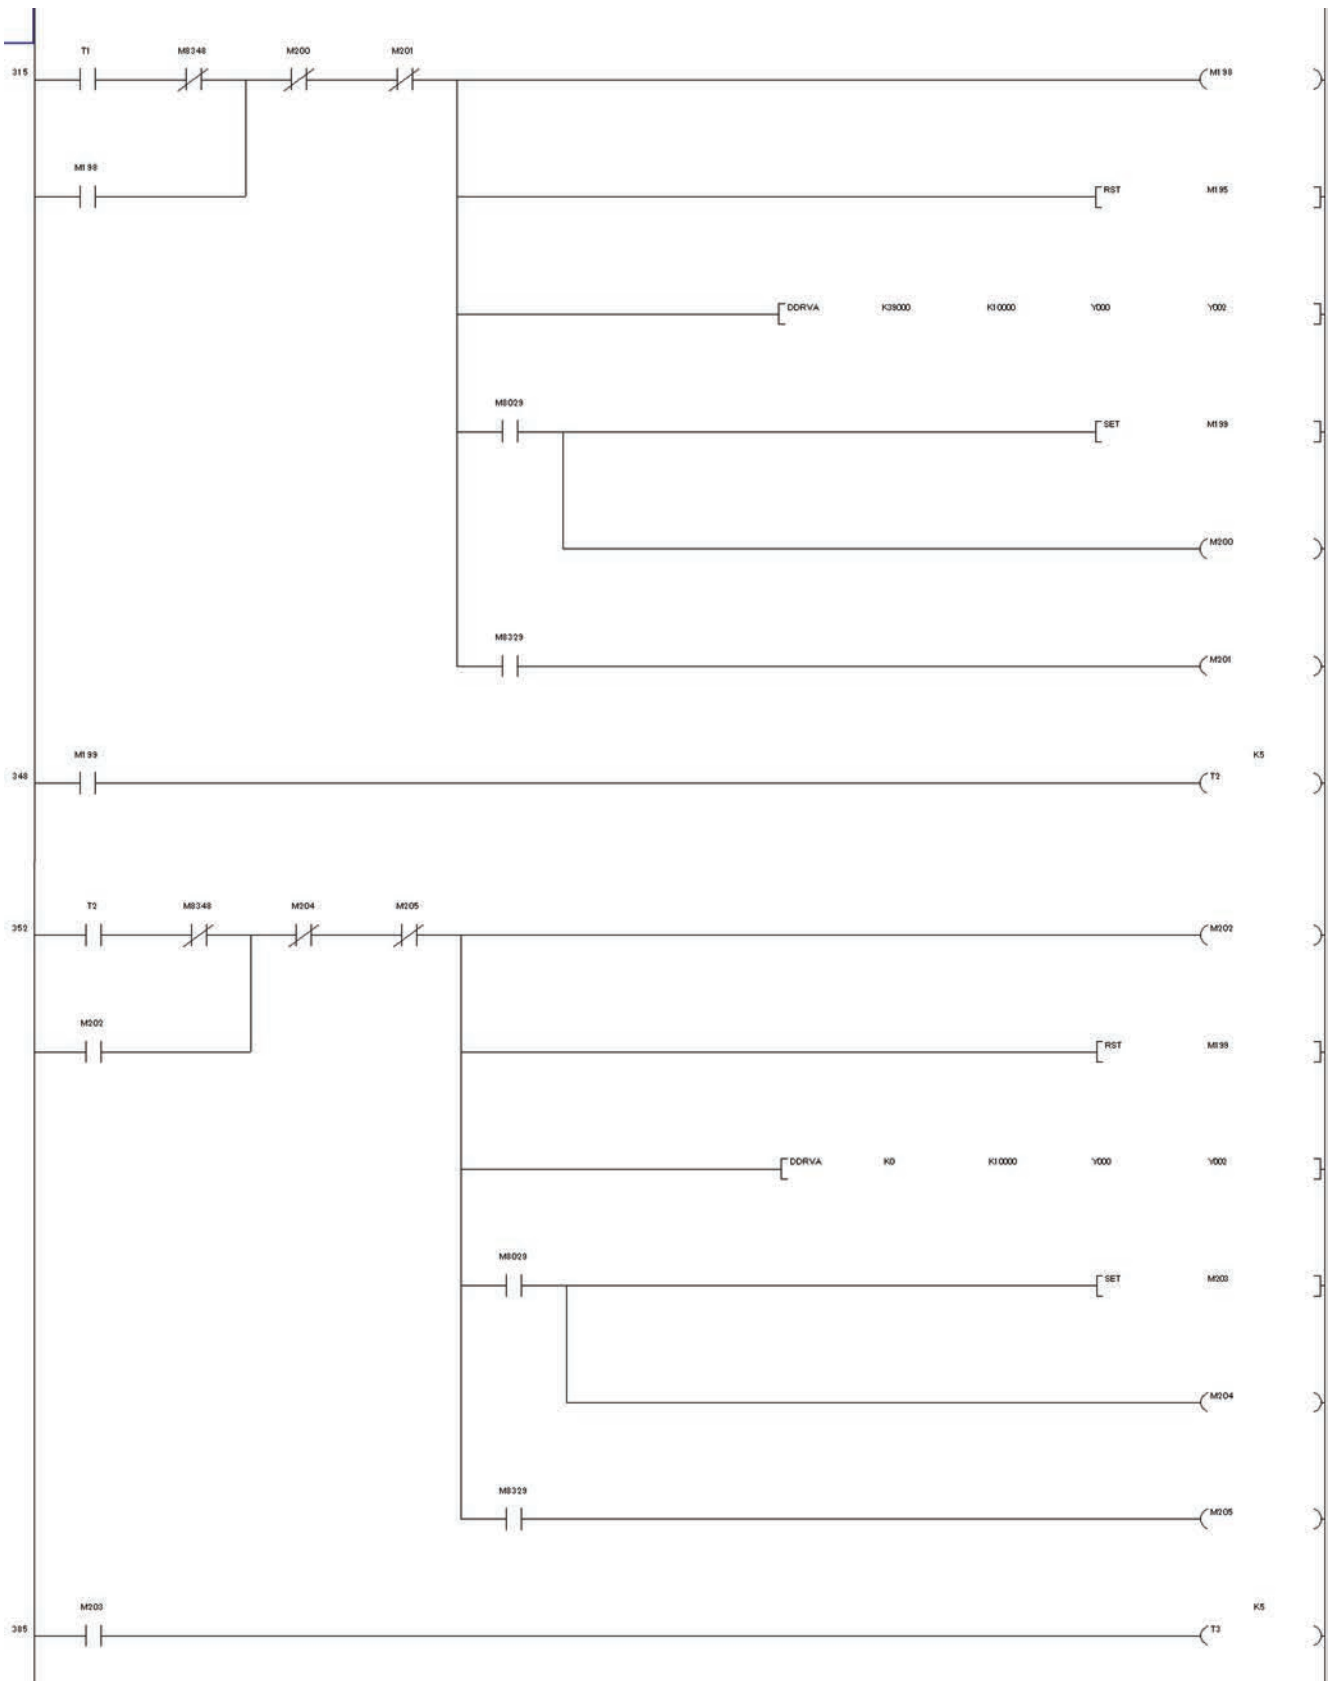 T1 M8348 M200 M201
315 M198
M198
RST M195
DDRVA K39000 K10000 Y000 Y002
M8029
SET M199
M200
M8329
M201
M199 K5
348 T2
T2 M8348 M204 M205
352 M202
M202
RST M199
DDRVA K0 K10000 Y000 Y002
M8029
SET M203
M204
M8329
M205
M203 K5
385 T3